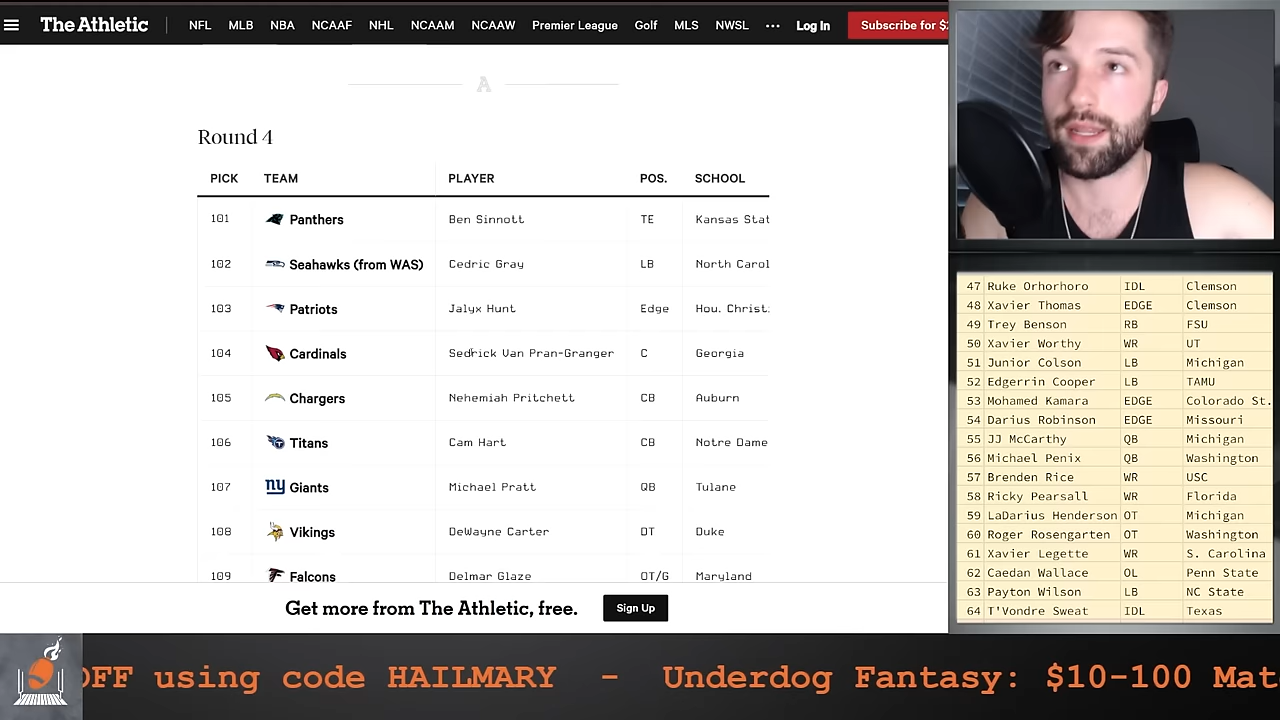 The Athletic NFL MLB NBA NCAAF NHL NCAAM NCAAW Premier League Golf MLS NWSL ... Log In Subscribe for $
A
Round 4
PICK TEAM PLAYER POS. SCHOOL
101 Panthers Ben Sinnott TE Kansas Stat
102 Seahawks (from WAS) Cedric Gray LB North Carol
103 Patriots Jalyx Hunt Edge Hou. Christ
104 Cardinals Sedrick Van Pran-Granger C Georgia
105 Chargers Nehemiah Pritchett CB Auburn
106 Titans Cam Hart CB Notre Dame
107 ny Giants Michael Pratt QB Tulane
108 Vikings DeWayne Carter DT Duke
109 Falcons Delmar Glaze OT/G Maryland
Get more from The Athletic, free. Sign Up
47 Ruke Orhorhoro IDL Clemson
48 Xavier Thomas EDGE Clemson
49 Trey Benson RB FSU
50 Xavier Worthy WR UT
51 Junior Colson LB Michigan
52 Edgerrin Cooper LB TAMU
53 Mohamed Kamara EDGE Colorado St.
54 Darius Robinson EDGE Missouri
55 JJ McCarthy QB Michigan
56 Michael Penix QB Washington
57 Brenden Rice WR USC
58 Ricky Pearsall WR Florida
59 LaDarius Henderson OT Michigan
60 Roger Rosengarten OT Washington
61 Xavier Legette WR S. Carolina
62 Caedan Wallace OL Penn State
63 Payton Wilson LB NC State
64 T'Vondre Sweat IDL Texas
OFF using code HAILMARY - Underdog Fantasy: $10-100 Mat